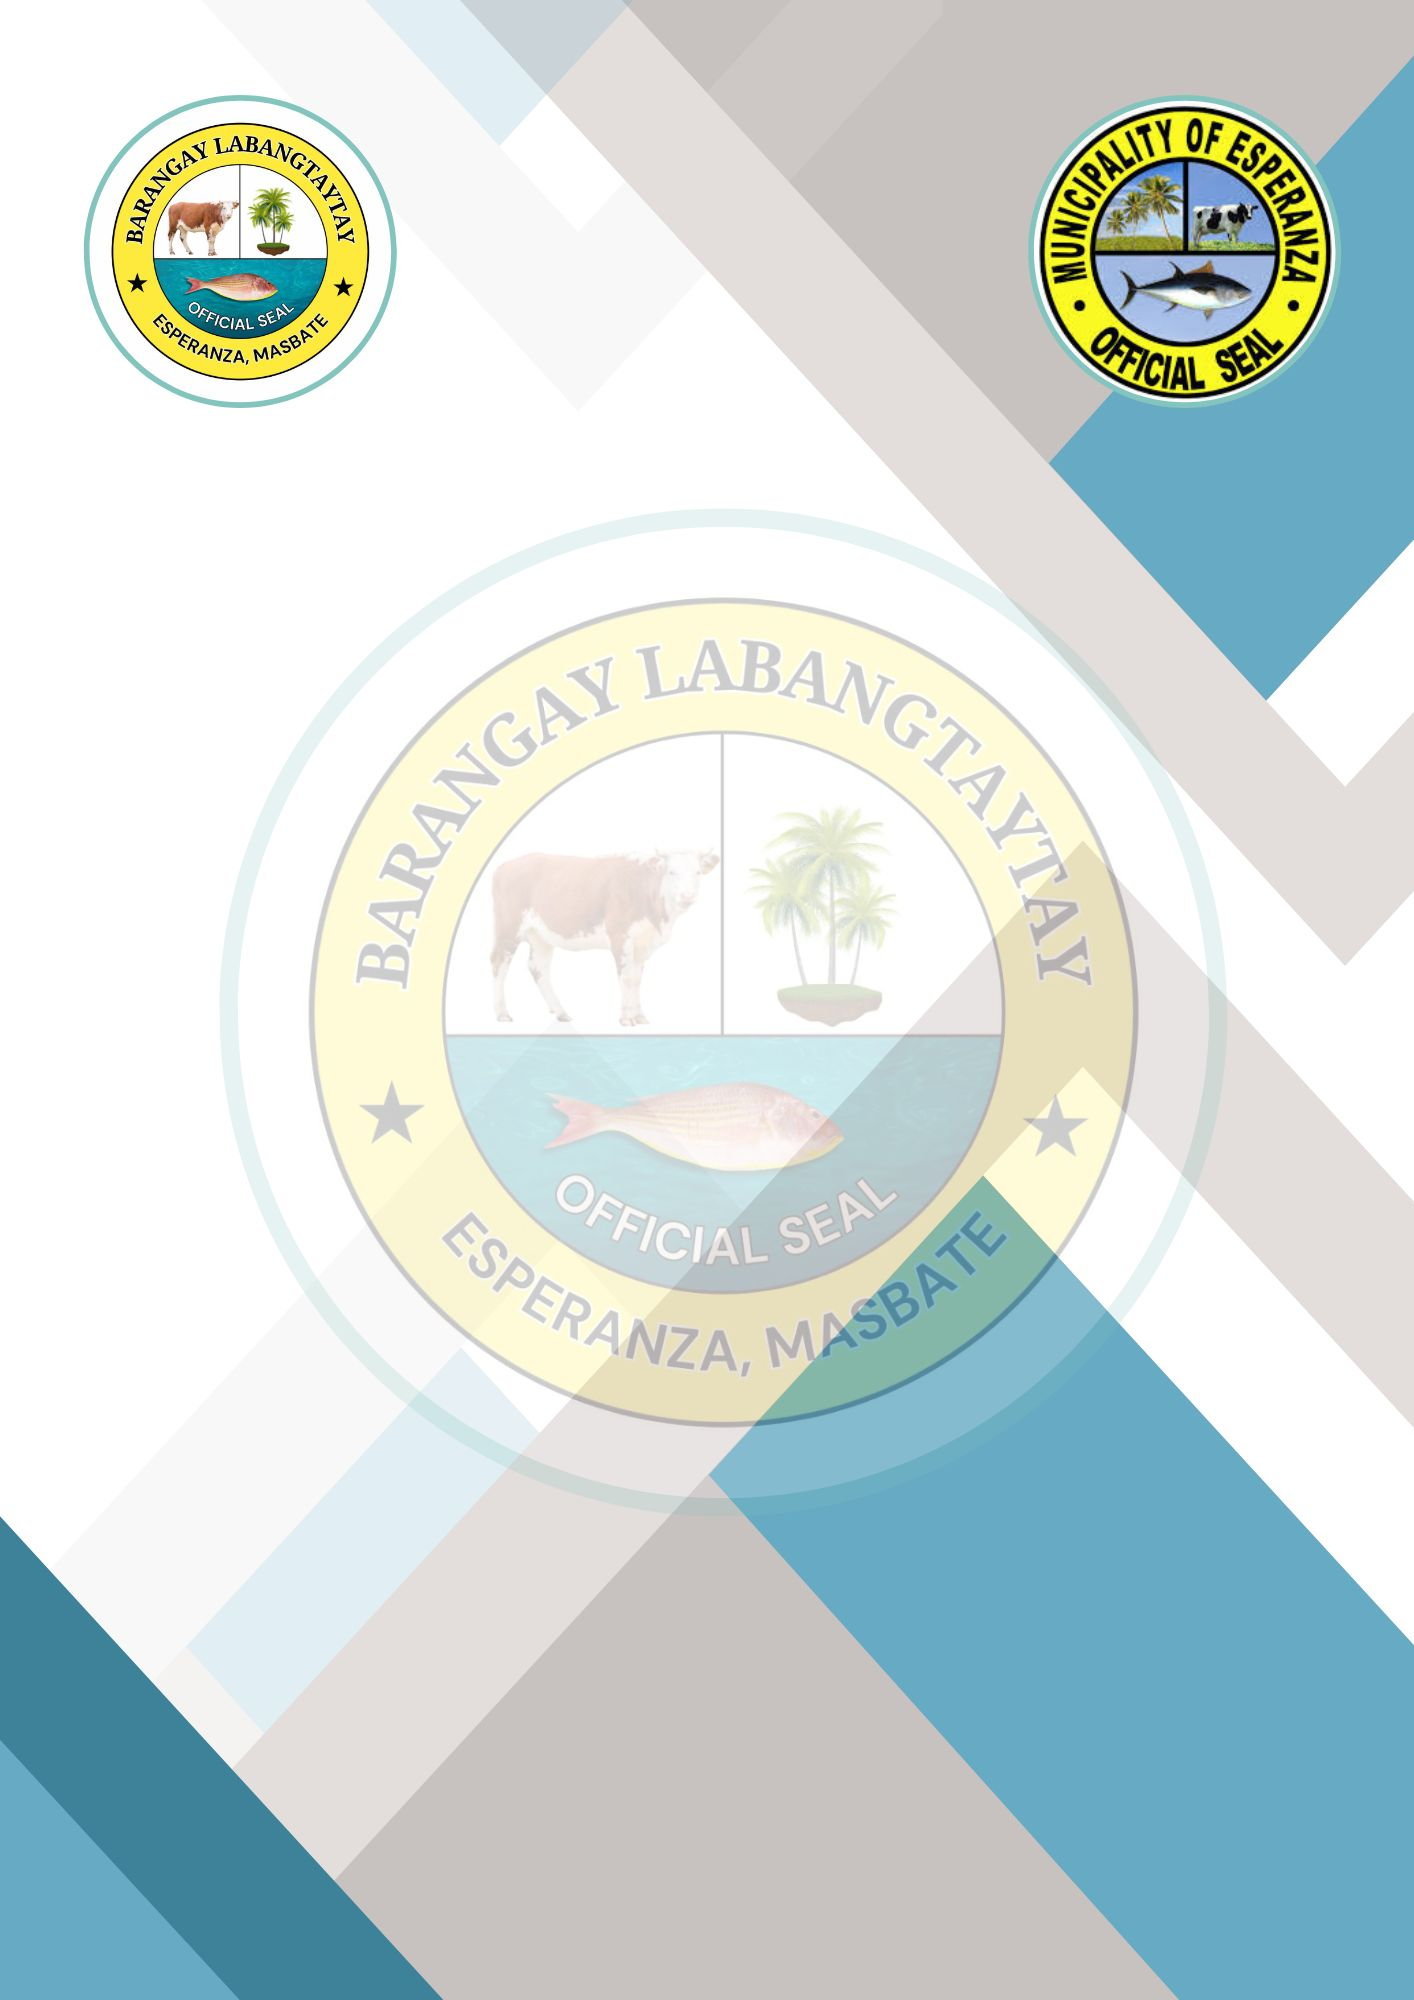 BARANGAY LABANGTAYTAY
OFFICIAL SEAL
ESPERANZA, MASBATE
MUNICIPALITY OF ESPERANZA
OFFICIAL SEAL
BARANGAY LABANGTAYTAY
OFFICIAL SEAL
ESPERANZA, MASBATE